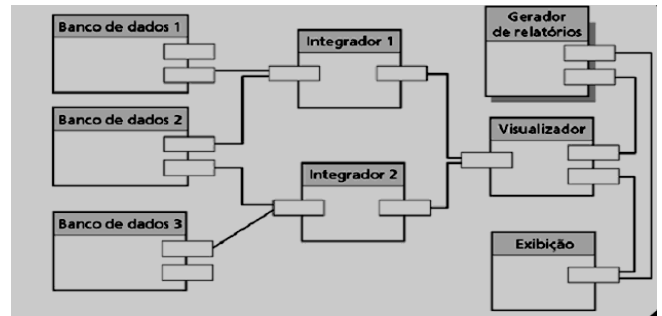 Banco de dados 1
Integrador 1
Gerador
de relatórios
Banco de dados 2
Visualizador
Integrador 2
Banco de dados 3
Exibição